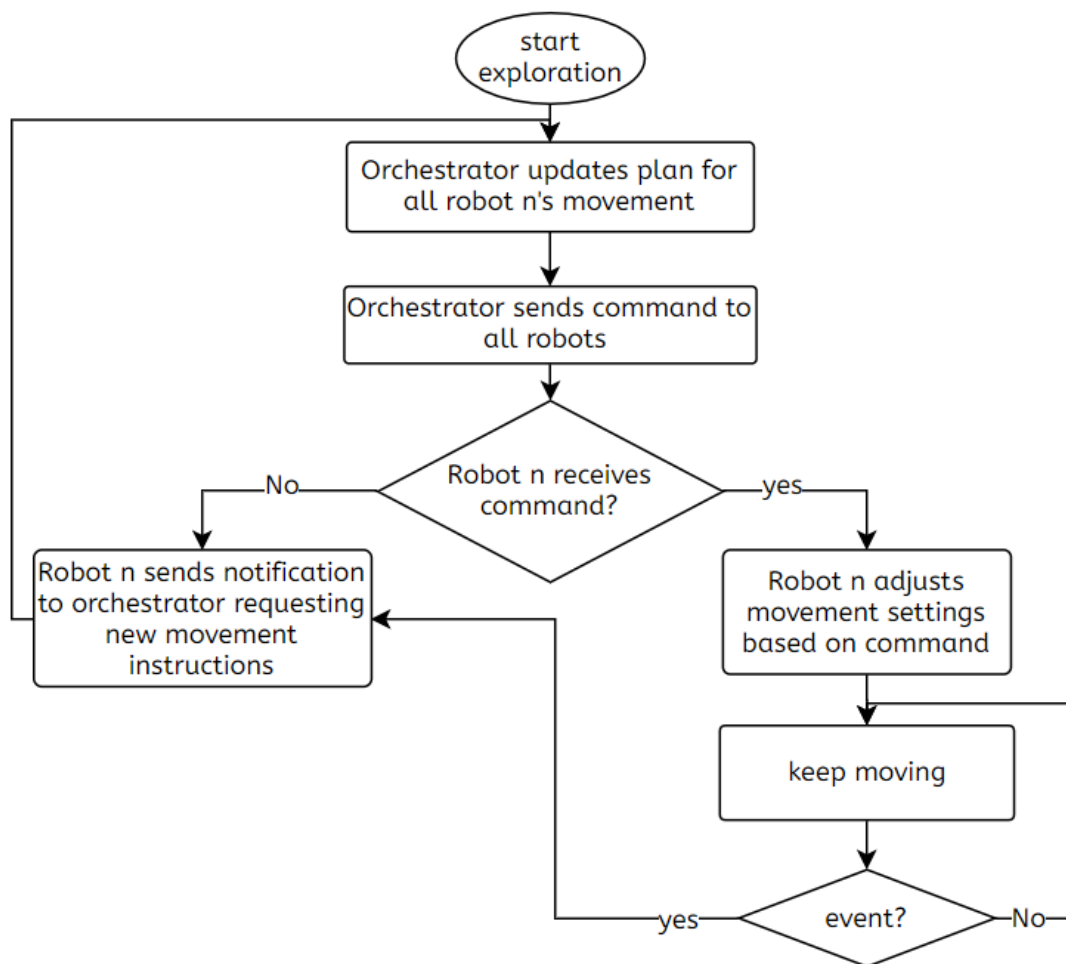 start
exploration
Orchestrator updates plan for
all robot n's movement
Orchestrator sends command to
all robots
Robot n receives
command?
No
yes
Robot n sends notification
to orchestrator requesting
new movement
instructions
Robot n adjusts
movement settings
based on command
keep moving
event?
yes
No